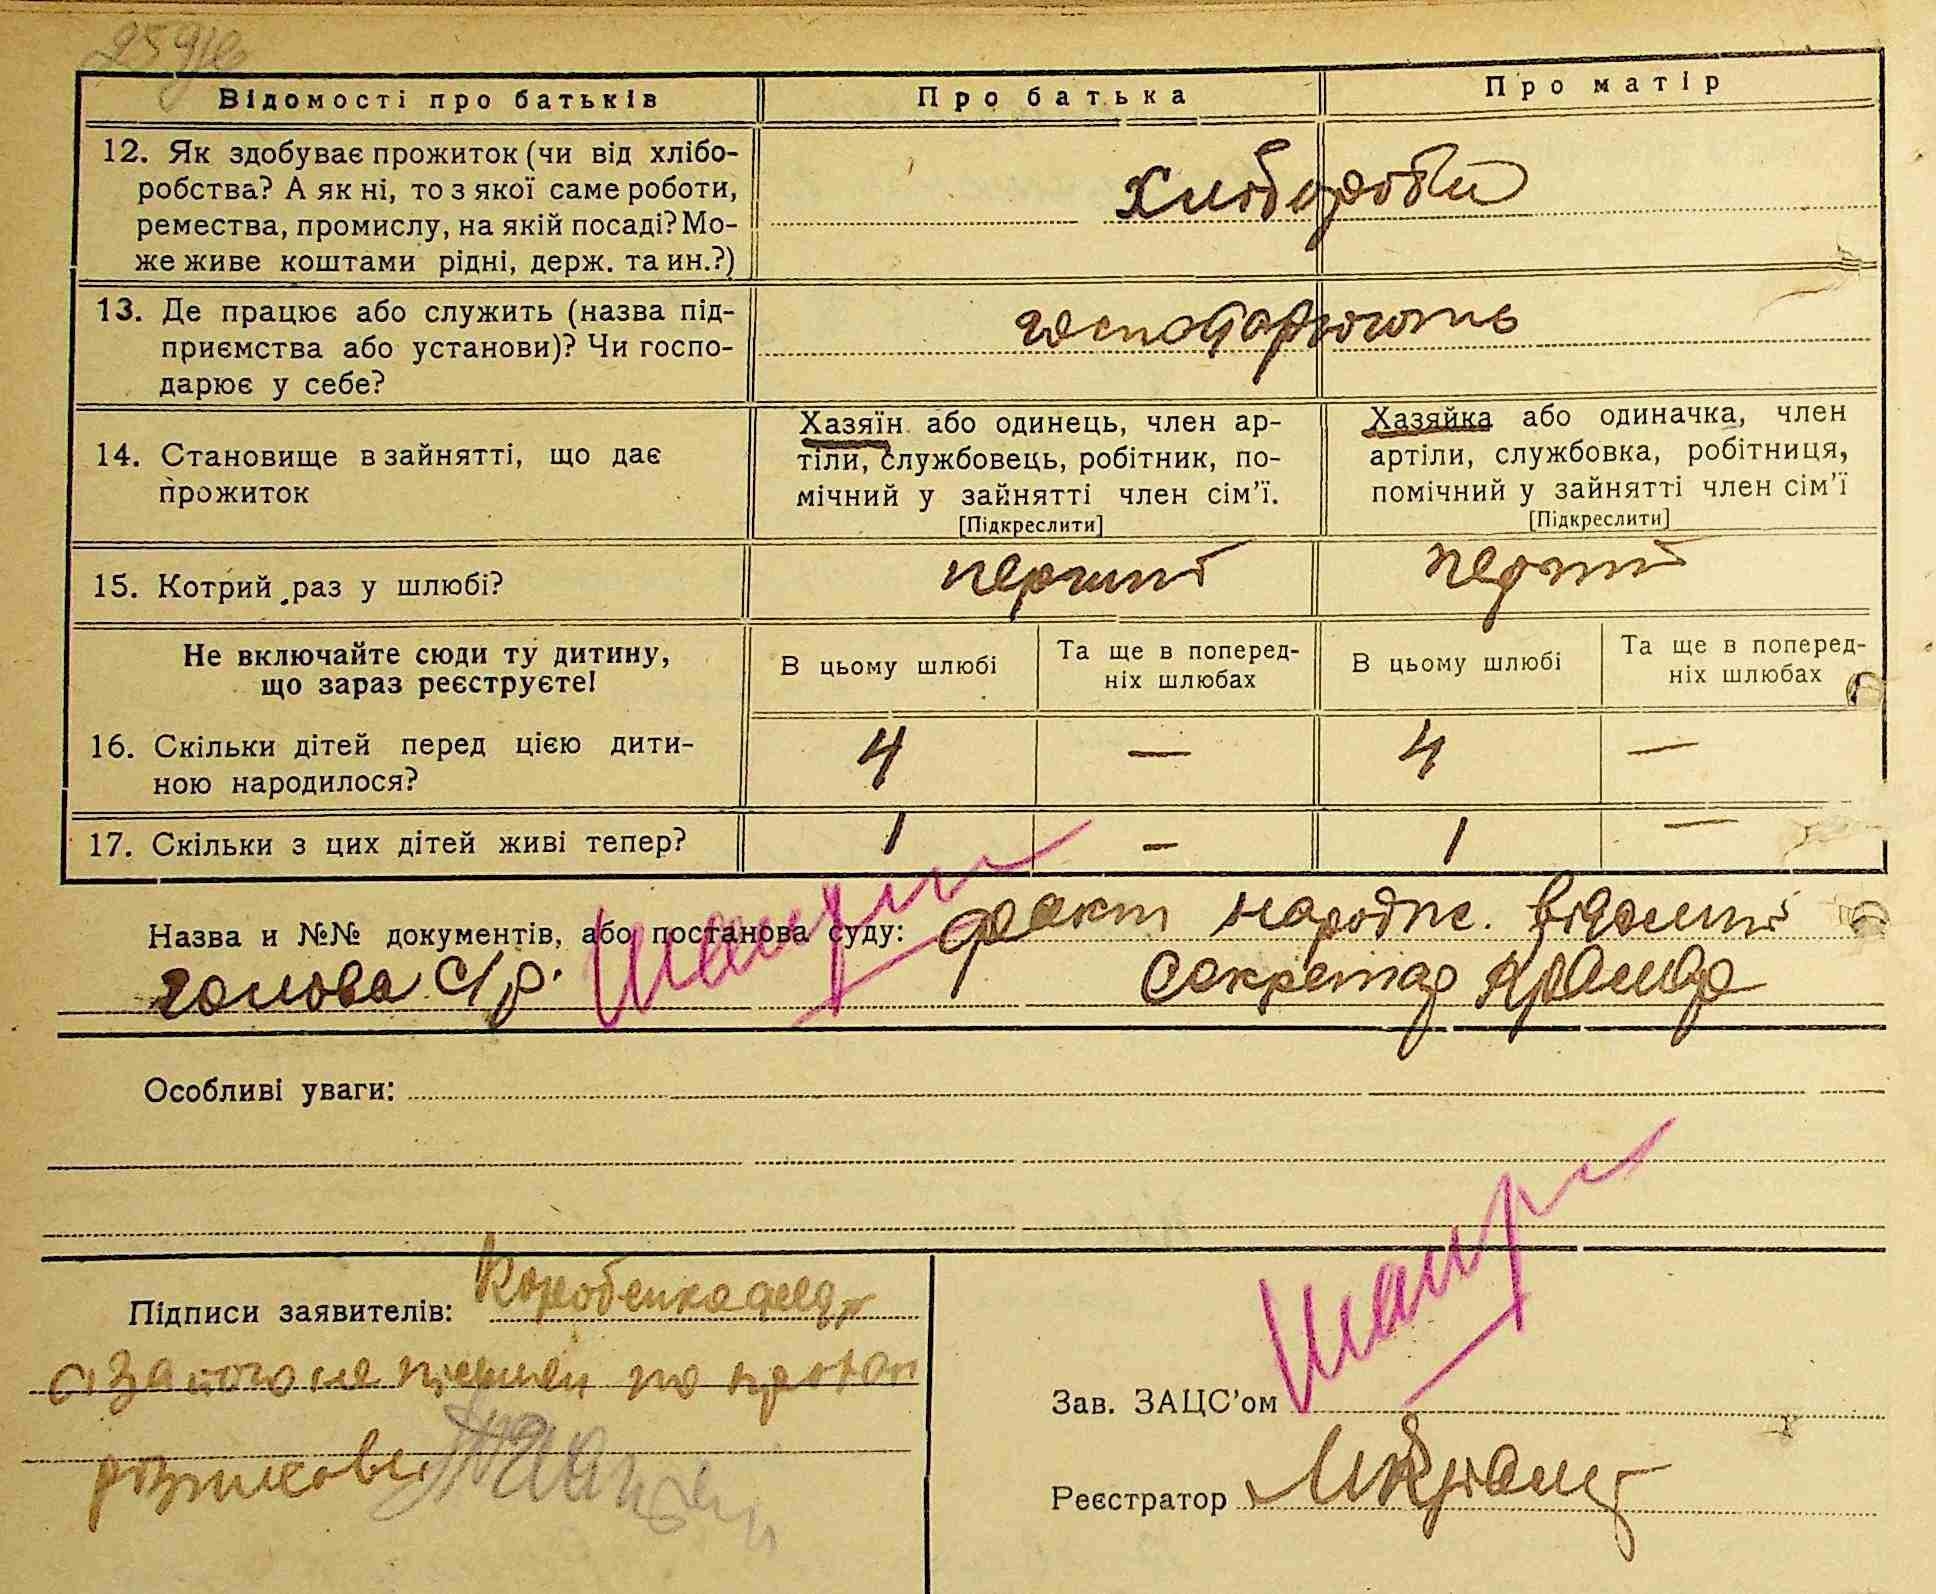 Відомості про батьків
Про батька
Про матір
12. Як здобуває прожиток (чи від хлібо-
робства? А як ні, то з якої саме роботи,
ремества, промислу, на якій посаді? Мо-
же живе коштами рідні, держ. та ин.?)
хлібороби
13. Де працює або служить (назва під-
приємства або установи)? Чи госпо-
дарює у себе?
господарюють
14. Становище в зайнятті, що дає
прожиток
Хазяїн або одинець, член ар-
тіли, службовець, робітник, по-
мічний у зайнятті член сім'ї.
[Підкреслити]
Хазяйка або одиначка, член
артіли, службовка, робітниця,
помічний у зайнятті член сім'ї
[Підкреслити]
15. Котрий раз у шлюбі?
перший
перший
Не включайте сюди ту дитину,
що зараз реєструєте!
В цьому шлюбі
Та ще в поперед-
ніх шлюбах
В цьому шлюбі
Та ще в поперед-
ніх шлюбах
16. Скільки дітей перед цією дити-
ною народилося?
4 — 4 —
17. Скільки з цих дітей живі тепер?
1 — 1 —
Назва и №№ документів, або постанова суду: факт народж.
голова с/р. секретар
Особливі уваги:
Підписи заявителів:
Зав. ЗАЦС'ом
Реєстратор